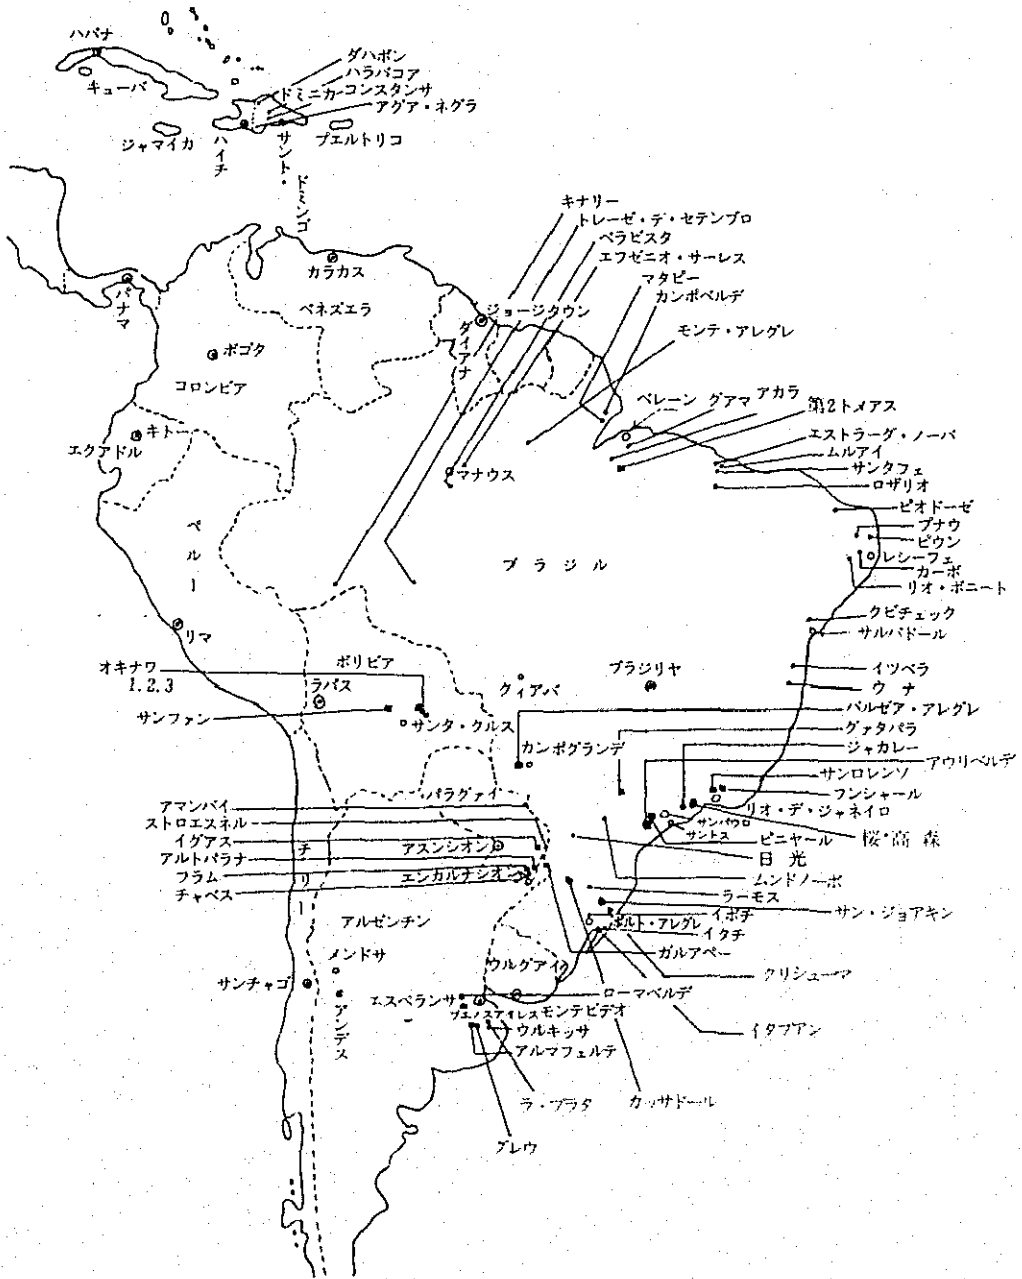 ハバナ
キューバ
ジャマイカ
ハイチ
ドミニカ
サント・ドミンゴ
プエルトリコ
ダハボン
ハラバコア
コンスタンサ
アグア・ネグラ
パナマ
カラカス
ベネズエラ
ボゴタ
コロンビア
キトー
エクアドル
ジョージタウン
ダイアナ
キナリー
トレーゼ・デ・セテンブロ
ベラビスタ
エフゼニオ・サーレス
マタピー
カンポベルデ
モンテ・アレグレ
ベレーン
グアマ
アカラ
第2トメアス
エストラーダ・ノーバ
ムルアイ
サンタフェ
ロザリオ
マナウス
ピオドーゼ
プナウ
ピウン
レシーフェ
カーボ
リオ・ボニート
ペルー
ブラジル
リマ
クビチェック
サルバドール
オキナワ
1.2.3
ボリビア
ラパス
サンファン
サンタ・クルス
クィアバ
ブラジリヤ
イツベラ
ウナ
バルゼア・アレグレ
グァタパラ
ジャカレー
アウリベルデ
カンポグランデ
サンロレンソ
フンシャール
リオ・デ・ジャネイロ
サンパウロ
サントス
ピニヤール
桜・高森
日光
ムンドノーボ
パラグァイ
アマンバイ
ストロエスネル
イグアス
アルトパラナ
フラム
チャベス
アスンシオン
エンカルナシオン
チリー
ラーモス
サン・ジョアキン
イボチ
ポルト・アレグレ
イタチ
ガルアペー
クリシューマ
アルゼンチン
メンドサ
サンチャゴ
アンデス
ウルグアイ
エスペランサ
ローマベルデ
ブエノスアイレス
モンテビデオ
ウルキッサ
アルマフェルテ
イタプアン
ラ・プラタ
カッサドール
グレウ